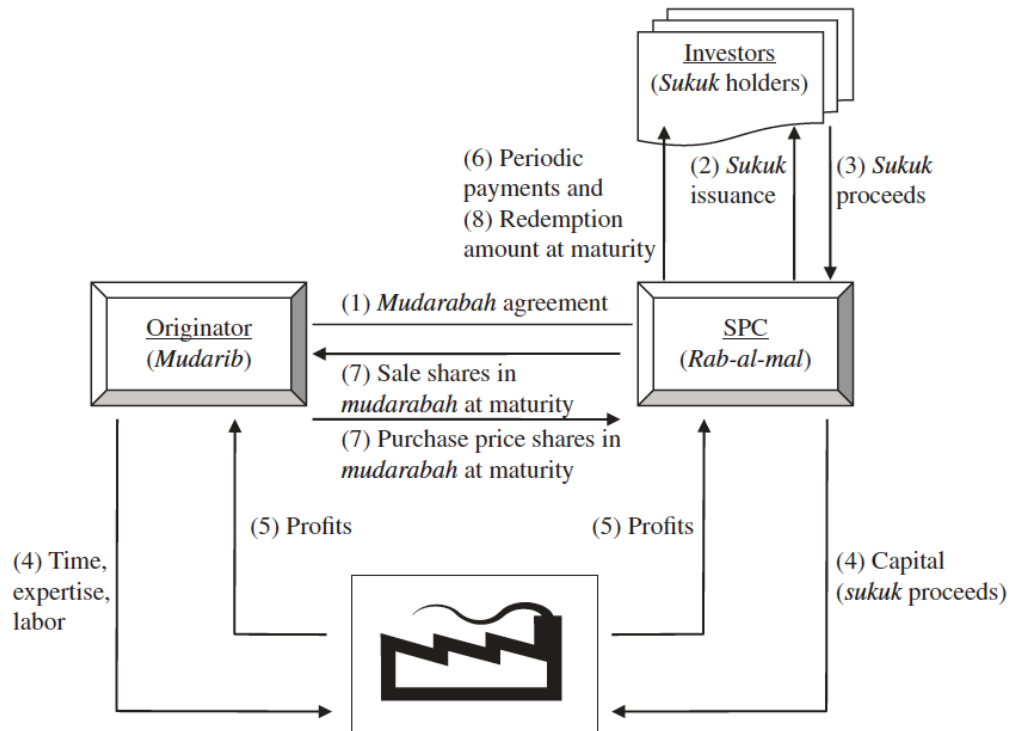 Investors
(Sukuk holders)
(6) Periodic
payments and
(8) Redemption
amount at maturity
(2) Sukuk
issuance
(3) Sukuk
proceeds
(1) Mudarabah agreement
Originator
(Mudarib)
SPC
(Rab-al-mal)
(7) Sale shares in
mudarabah at maturity
(7) Purchase price shares in
mudarabah at maturity
(5) Profits
(5) Profits
(4) Time,
expertise,
labor
(4) Capital
(sukuk proceeds)